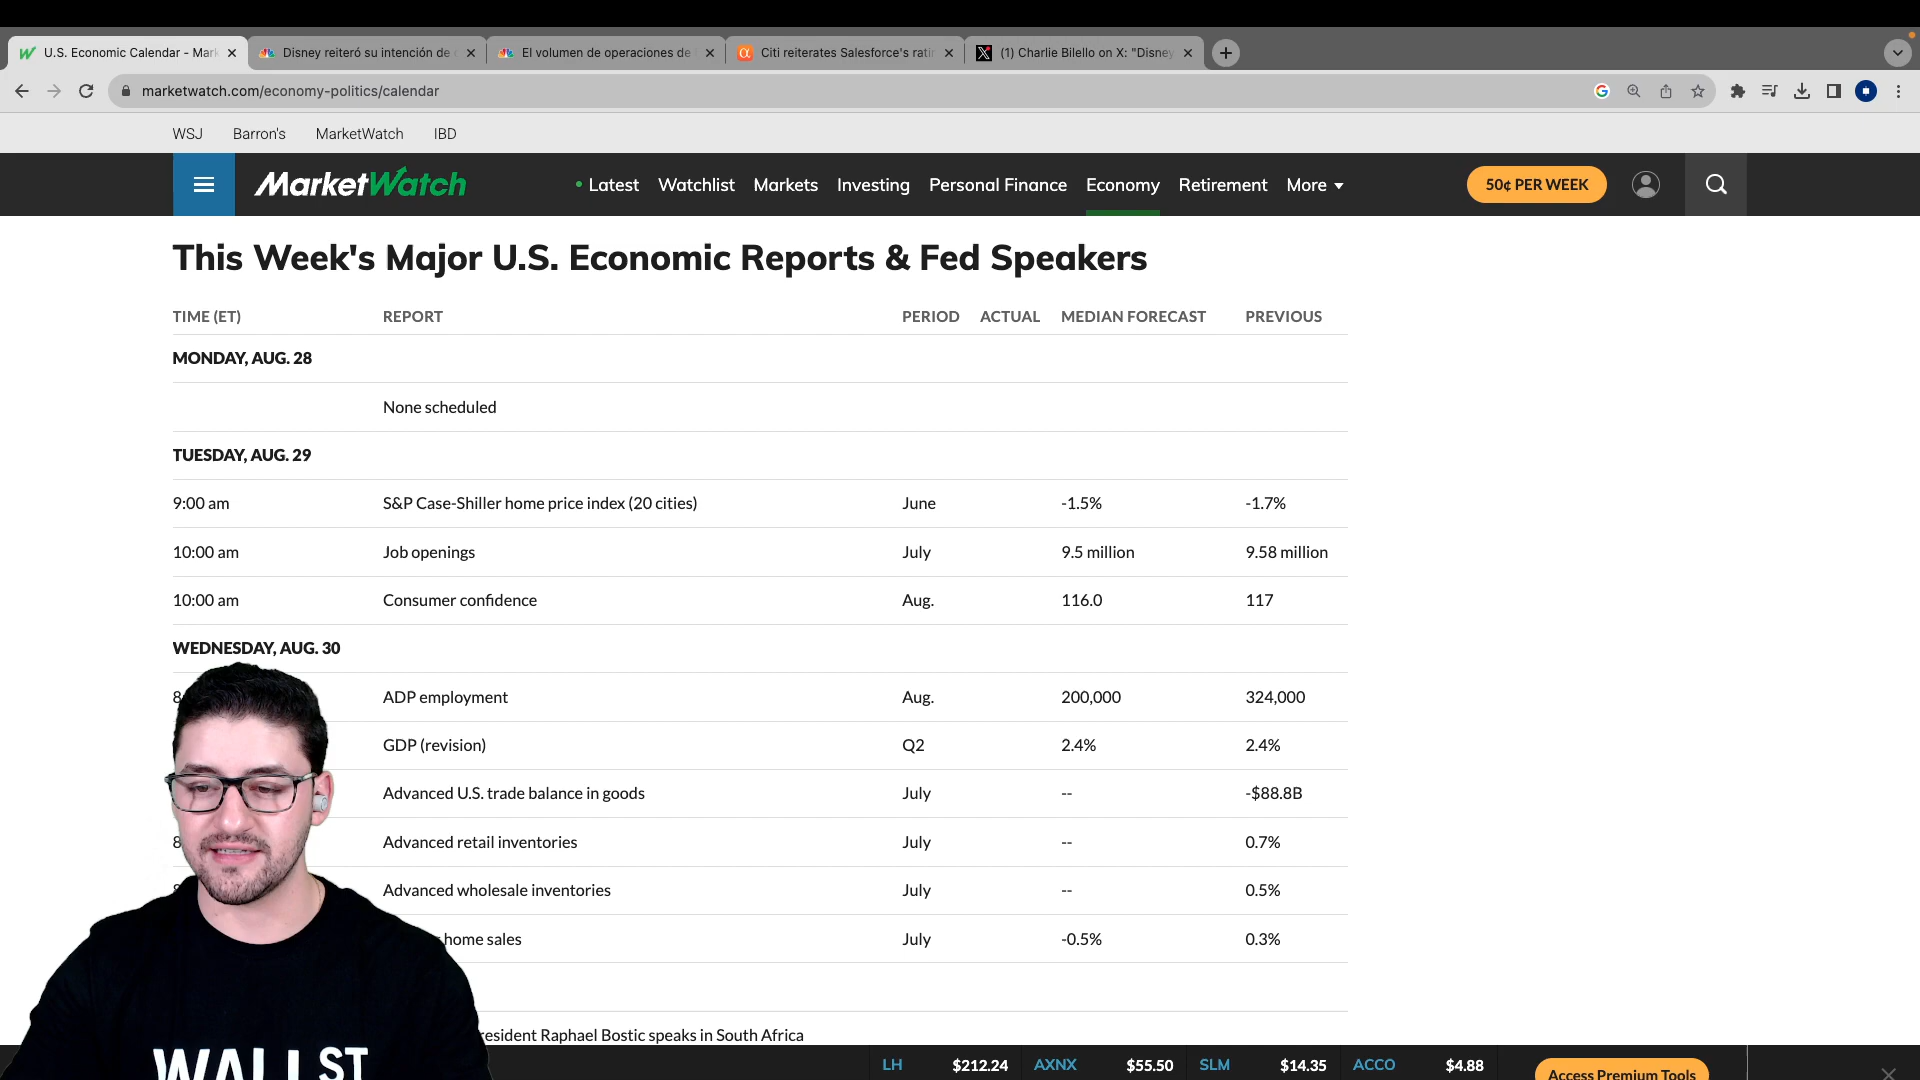 U.S. Economic Calendar - Mark
Disney reiteró su intención de
El volumen de operaciones de
Citi reiterates Salesforce's ratin
(1) Charlie Bilello on X: "Disney
marketwatch.com/economy-politics/calendar
WSJ Barron's MarketWatch IBD
MarketWatch
Latest Watchlist Markets Investing Personal Finance Economy Retirement More
50¢ PER WEEK
This Week's Major U.S. Economic Reports & Fed Speakers
TIME (ET) REPORT PERIOD ACTUAL MEDIAN FORECAST PREVIOUS
MONDAY, AUG. 28
None scheduled
TUESDAY, AUG. 29
9:00 am S&P Case-Shiller home price index (20 cities) June -1.5% -1.7%
10:00 am Job openings July 9.5 million 9.58 million
10:00 am Consumer confidence Aug. 116.0 117
WEDNESDAY, AUG. 30
8 ADP employment Aug. 200,000 324,000
GDP (revision) Q2 2.4% 2.4%
Advanced U.S. trade balance in goods July -- -$88.8B
8 Advanced retail inventories July -- 0.7%
8 Advanced wholesale inventories July -- 0.5%
home sales July -0.5% 0.3%
resident Raphael Bostic speaks in South Africa
LH $212.24 AXNX $55.50 SLM $14.35 ACCO $4.88
Access Premium Tools
WALL ST